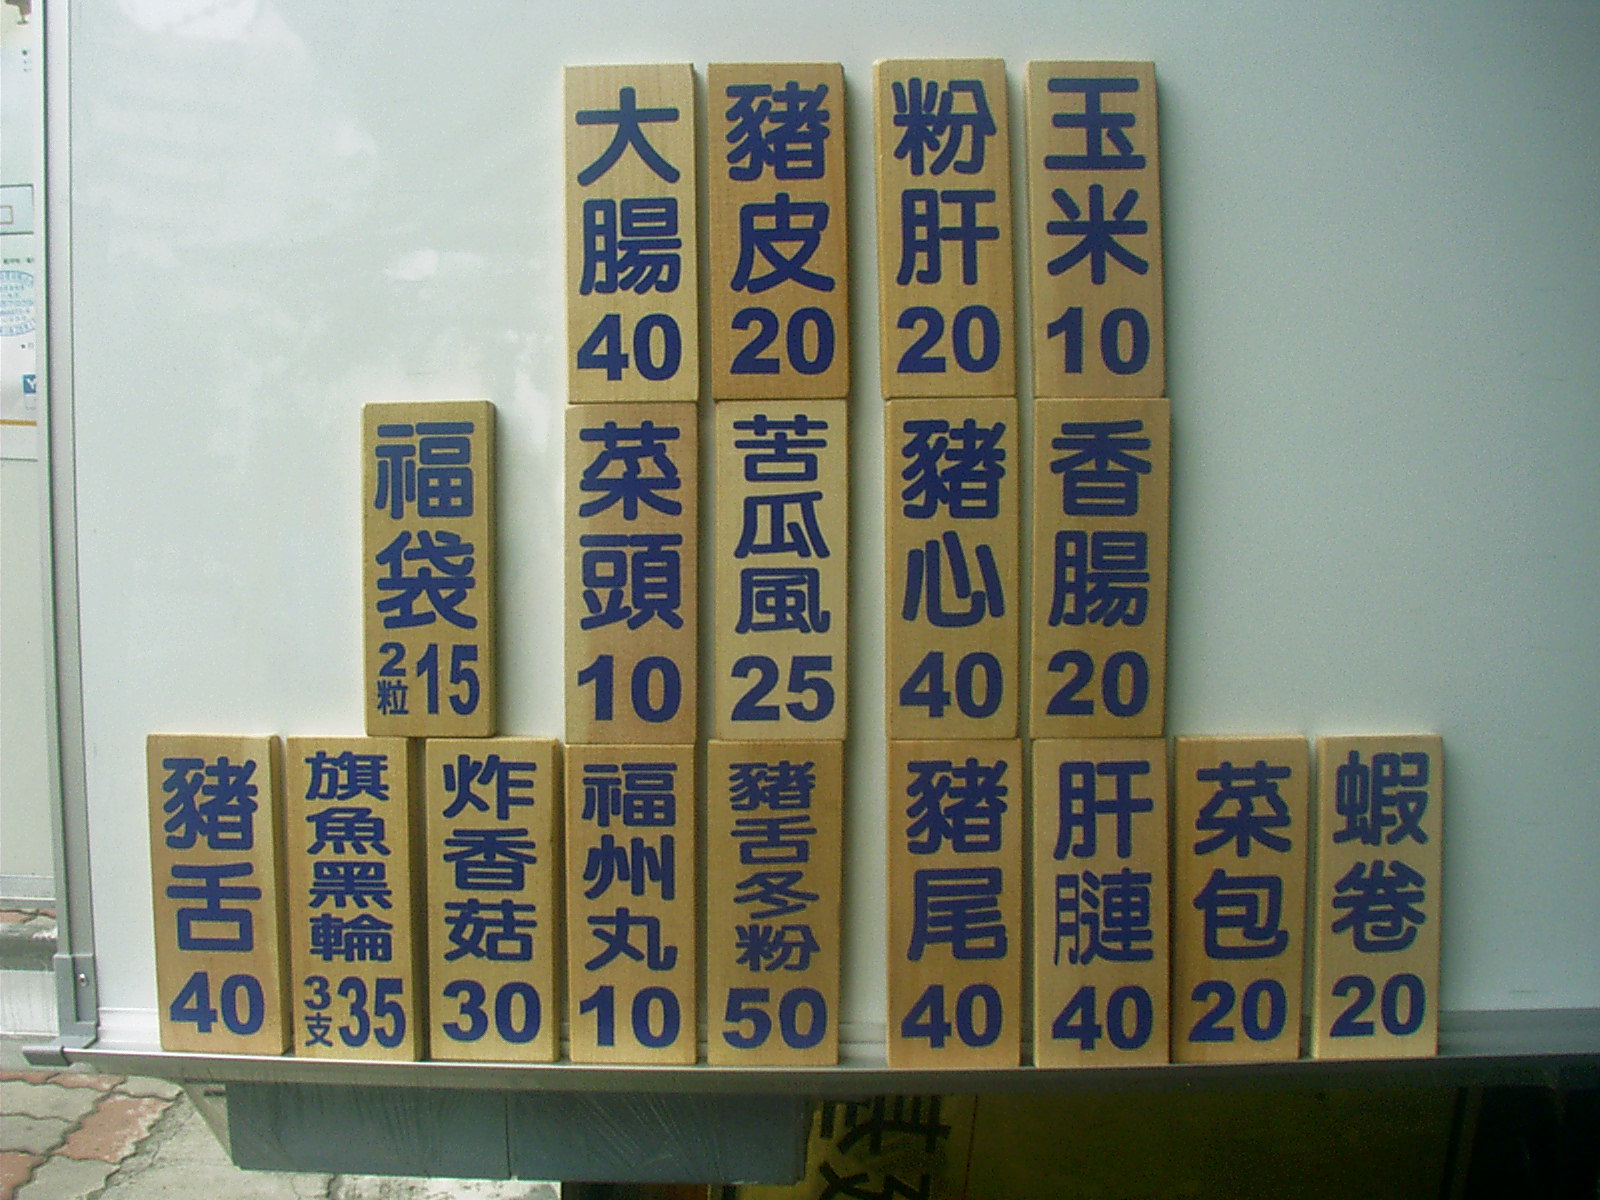 大腸
40
豬皮
20
粉肝
20
玉米
10
福袋
2粒15
菜頭
10
苦瓜風
25
豬心
40
香腸
20
豬舌
40
旗魚黑輪
3支35
炸香菇
30
福州丸
10
豬舌冬粉
50
豬尾
40
肝膥
40
菜包
20
蝦卷
20